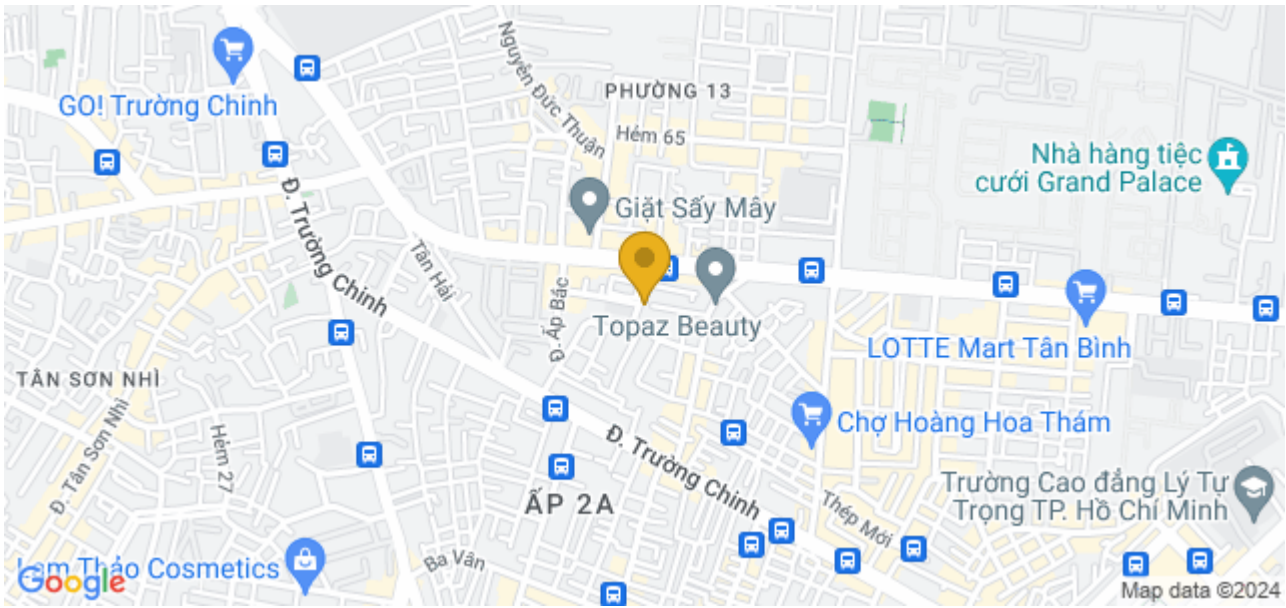 GO! Trường Chinh
Nguyễn Đức Thuận
PHƯỜNG 13
Hẻm 65
Nhà hàng tiệc
cưới Grand Palace
Giặt Sấy Mây
Đ. Trường Chinh
Tân Hải
Đ. Ấp Bắc
Topaz Beauty
LOTTE Mart Tân Bình
TÂN SƠN NHÌ
Đ. Tân Sơn Nhì
Hẻm 27
Chợ Hoàng Hoa Thám
Đ. Trường Chinh
ẤP 2A
Thép Mới
Trường Cao đẳng Lý Tự
Trọng TP. Hồ Chí Minh
Ba Vân
Lam Thảo Cosmetics
Google
Map data ©2024